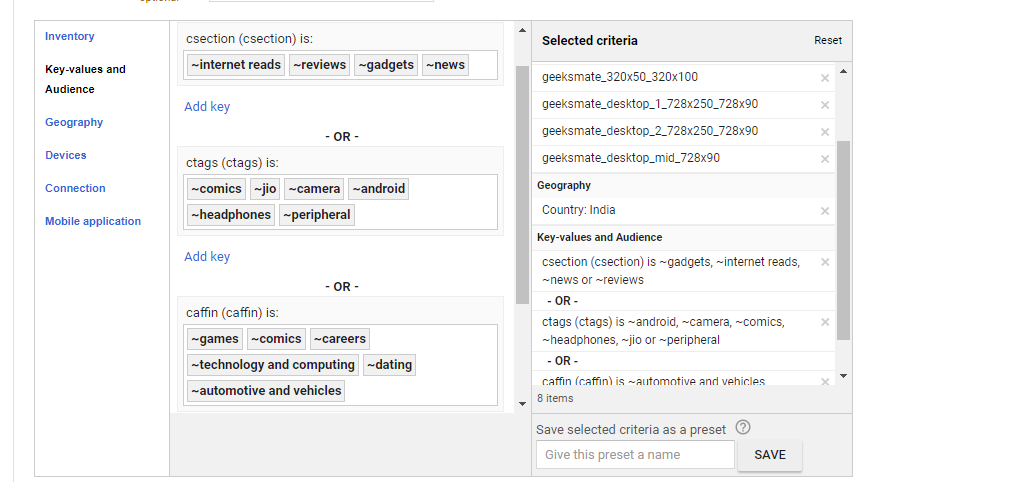 optional
Inventory
Key-values and
Audience
Geography
Devices
Connection
Mobile application
csection (csection) is:
~internet reads ~reviews ~gadgets ~news
Add key
- OR -
ctags (ctags) is:
~comics ~jio ~camera ~android
~headphones ~peripheral
Add key
- OR -
caffin (caffin) is:
~games ~comics ~careers
~technology and computing ~dating
~automotive and vehicles
Selected criteria Reset
geeksmate_320x50_320x100
geeksmate_desktop_1_728x250_728x90
geeksmate_desktop_2_728x250_728x90
geeksmate_desktop_mid_728x90
Geography
Country: India
Key-values and Audience
csection (csection) is ~gadgets, ~internet reads,
~news or ~reviews
- OR -
ctags (ctags) is ~android, ~camera, ~comics,
~headphones, ~jio or ~peripheral
- OR -
caffin (caffin) is ~automotive and vehicles
8 items
Save selected criteria as a preset ?
Give this preset a name SAVE